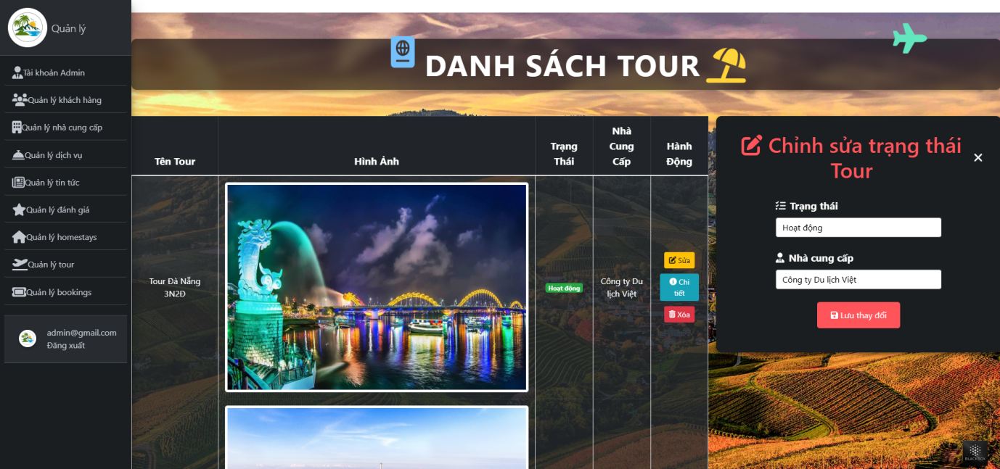 Quản lý
Tài khoản Admin
Quản lý khách hàng
Quản lý nhà cung cấp
Quản lý dịch vụ
Quản lý tin tức
Quản lý đánh giá
Quản lý homestays
Quản lý tour
Quản lý bookings
admin@gmail.com
Đăng xuất
DANH SÁCH TOUR
Tên Tour
Hình Ảnh
Trạng
Thái
Nhà
Cung
Cấp
Hành
Động
Tour Đà Nẵng
3N2Đ
Hoạt động
Công ty Du
lịch Việt
Sửa
Chi
tiết
Xóa
Chỉnh sửa trạng thái
Tour
Trạng thái
Hoạt động
Nhà cung cấp
Công ty Du lịch Việt
Lưu thay đổi
BLACKBOX